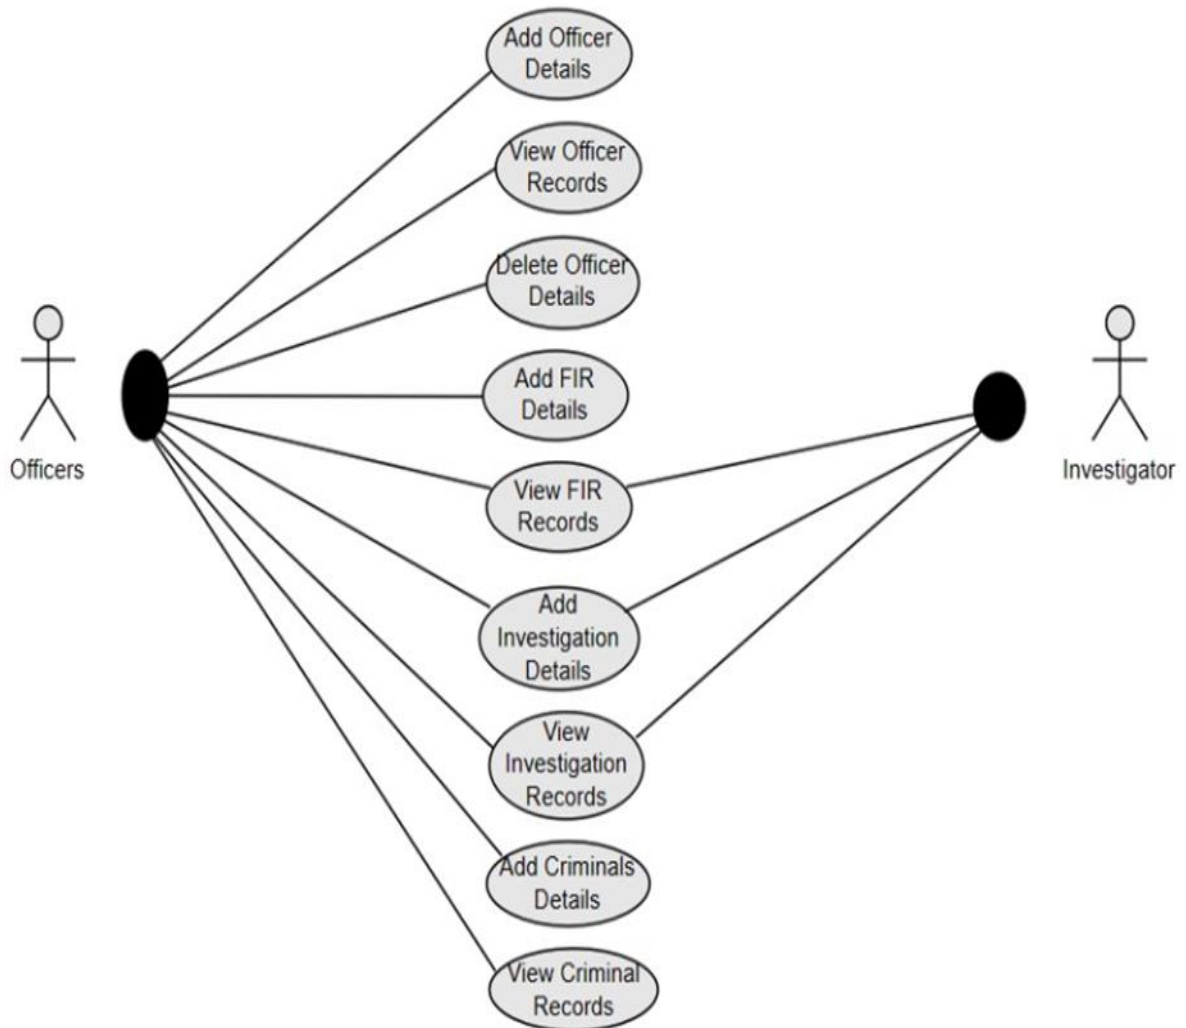 Add Officer
Details
View Officer
Records
Delete Officer
Details
Add FIR
Details
Officers
Investigator
View FIR
Records
Add
Investigation
Details
View
Investigation
Records
Add Criminals
Details
View Criminal
Records